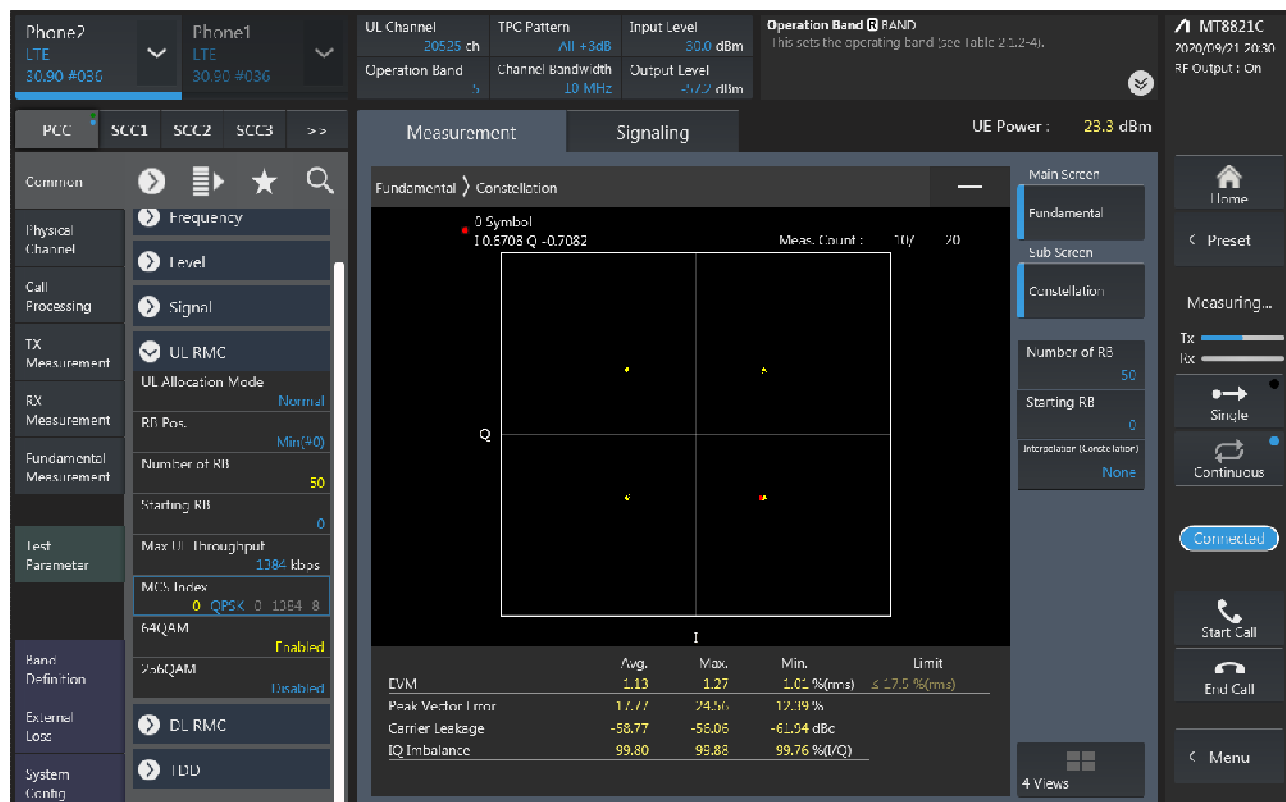 Phone2
LTE
30.90 #036
Phone1
LTE
30.90 #036
UL Channel
20525 ch
Operation Band
5
TPC Pattern
All +3dB
Channel Bandwidth
10 MHz
Input Level
30.0 dBm
Output Level
-57.2 dBm
Operation Band R BAND
This sets the operating band (see Table 2.1.2-4).
MT8821C
2020/09/21 20:30
RF Output : On
PCC
SCC1
SCC2
SCC3
>>
Measurement
Signaling
UE Power : 23.3 dBm
Common
Physical
Channel
Call
Processing
TX
Measurement
RX
Measurement
Fundamental
Measurement
Test
Parameter
Band
Definition
External
Loss
System
Config
Frequency
Level
Signal
UL RMC
UL Allocation Mode
Normal
RB Pos.
Min(#0)
Number of RB
50
Starting RB
0
Max UL Throughput
1384 kbps
MCS Index
0 QPSK 0 1384 8
64QAM
Enabled
256QAM
Disabled
DL RMC
TDD
Fundamental
Constellation
0 Symbol
I 0.6708 Q -0.7082
Meas. Count : 10/ 20
Q
I
Avg. Max. Min. Limit
EVM 1.13 1.27 1.01 %(rms) ≤ 17.5 %(rms)
Peak Vector Error 17.77 24.56 12.39 %
Carrier Leakage -58.77 -56.06 -61.94 dBc
IQ Imbalance 99.80 99.88 99.76 %(I/Q)
Main Screen
Fundamental
Sub Screen
Constellation
Number of RB
50
Starting RB
0
Interpolation (Constellation)
None
4 Views
Home
< Preset
Measuring...
Tx
Rx
Single
Continuous
Connected
Start Call
End Call
< Menu